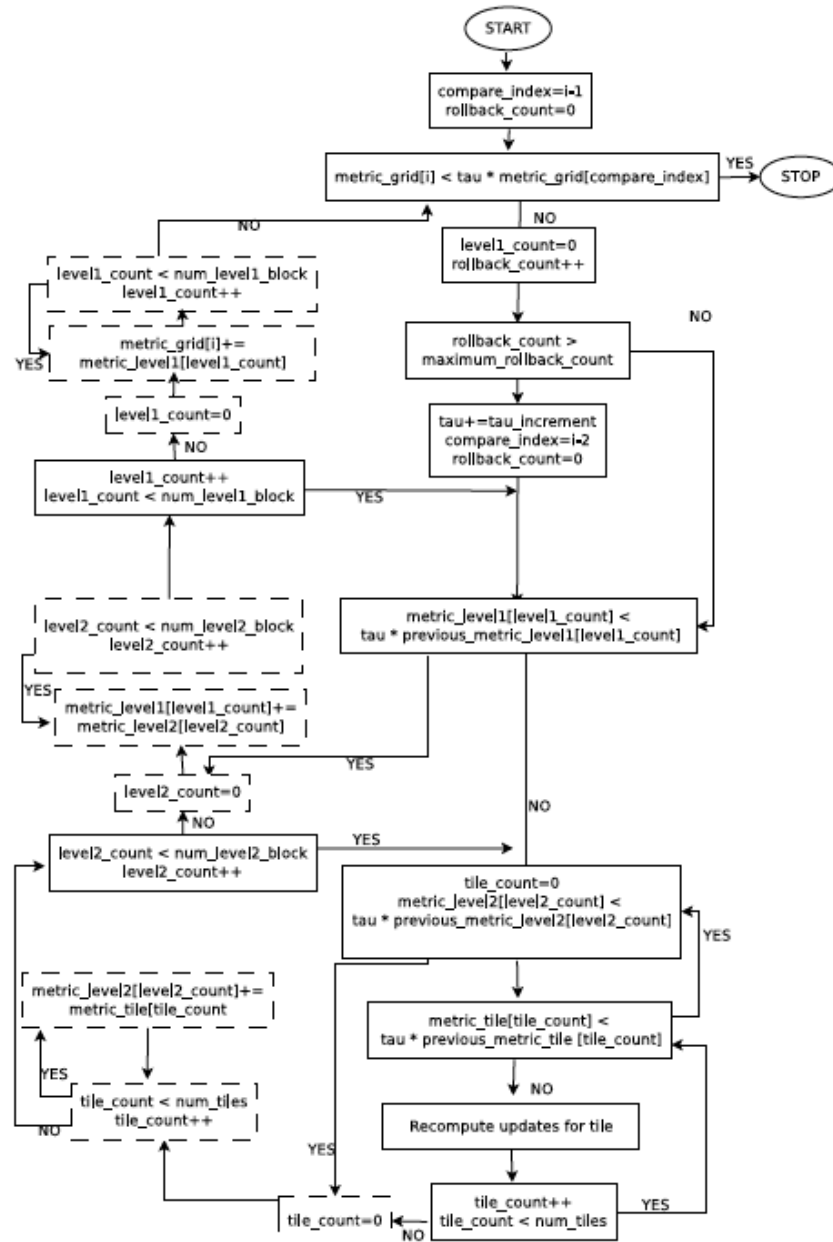 START
compare_index=i-1
rollback_count=0
metric_grid[i] < tau * metric_grid[compare_index]
YES
STOP
NO
NO
level1_count=0
rollback_count++
level1_count < num_level1_block
level1_count++
NO
rollback_count >
maximum_rollback_count
metric_grid[i]+=
metric_level1[level1_count]
YES
level1_count=0
tau+=tau_increment
compare_index=i-2
rollback_count=0
NO
level1_count++
level1_count < num_level1_block
YES
metric_level1[level1_count] <
tau * previous_metric_level1[level1_count]
level2_count < num_level2_block
level2_count++
YES
metric_level1[level1_count]+=
metric_level2[level2_count]
YES
level2_count=0
NO
NO
level2_count < num_level2_block
level2_count++
YES
tile_count=0
metric_level2[level2_count] <
tau * previous_metric_level2[level2_count]
YES
metric_level2[level2_count]+=
metric_tile[tile_count
metric_tile[tile_count] <
tau * previous_metric_tile [tile_count]
YES
tile_count < num_tiles
tile_count++
NO
NO
Recompute updates for tile
YES
tile_count++
tile_count < num_tiles
YES
NO
tile_count=0